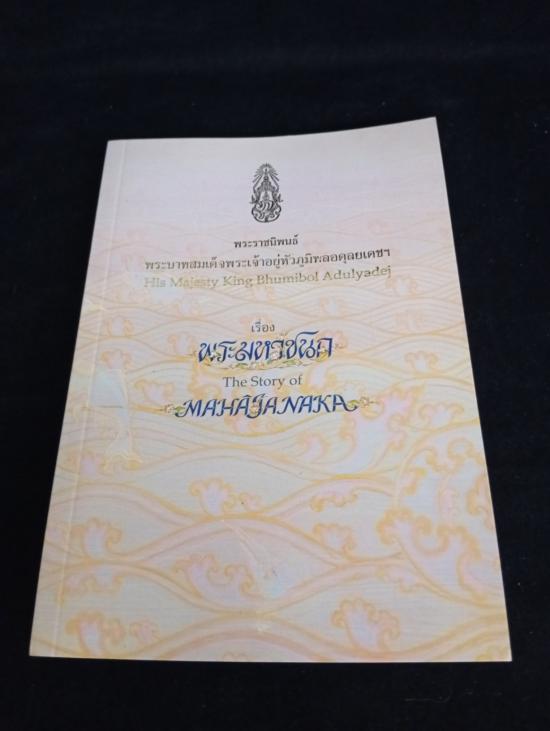 พระราชนิพนธ์
พระบาทสมเด็จพระเจ้าอยู่หัวภูมิพลอดุลยเดชฯ
His Majesty King Bhumibol Adulyadej
เรื่อง
พระมหาชนก
The Story of
MAHĀJANAKA